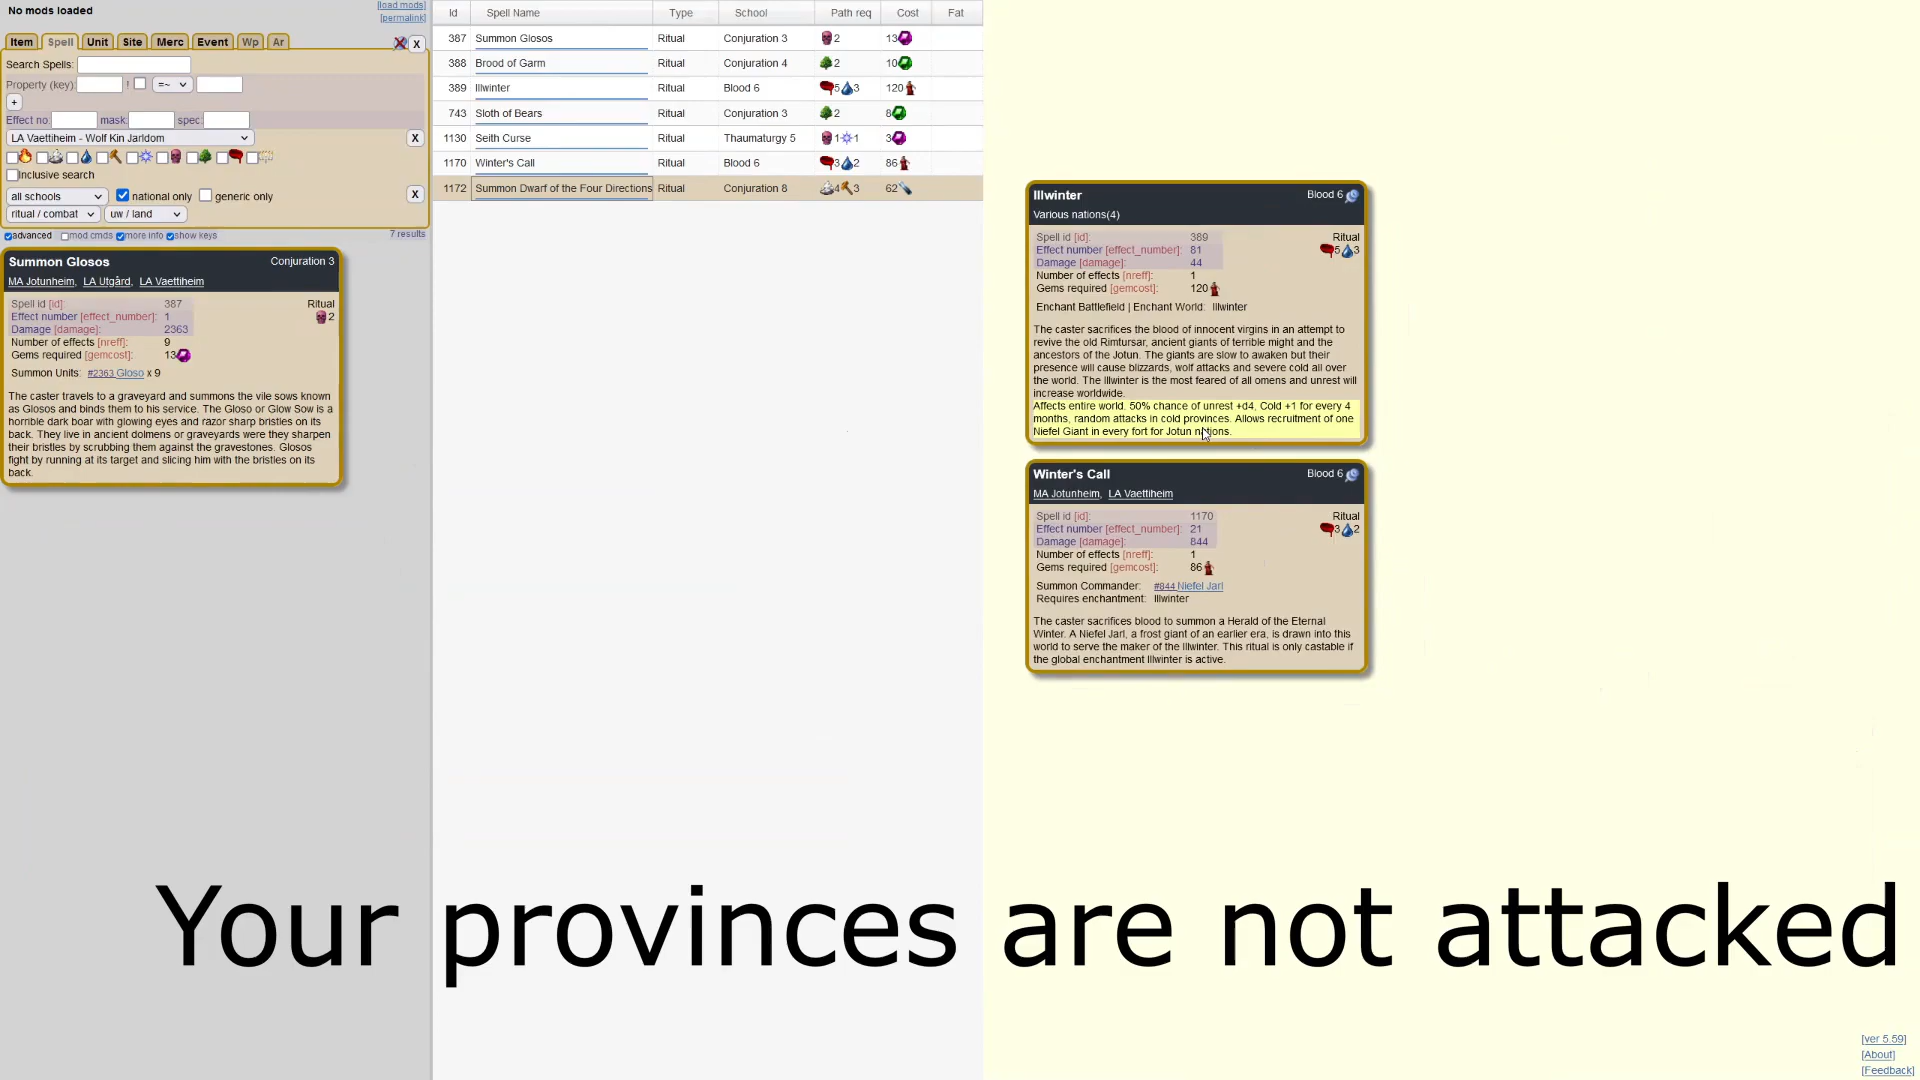 No mods loaded
[load mods]
[permalink]
Item Spell Unit Site Merc Event Wp Ar X
Search Spells:
Property (key): ! =~
+
Effect no: mask: spec:
LA Vaettiheim - Wolf Kin Jarldom X
Inclusive search
all schools national only generic only X
ritual / combat uw / land
advanced mod cmds more info show keys 7 results
Summon Glosos Conjuration 3
MA Jotunheim, LA Utgård, LA Vaettiheim
Spell id [id]: 387 Ritual
Effect number [effect_number]: 1 2
Damage [damage]: 2363
Number of effects [nreff]: 9
Gems required [gemcost]: 13
Summon Units: #2363 Gloso x 9
The caster travels to a graveyard and summons the vile sows known
as Glosos and binds them to his service. The Gloso or Glow Sow is a
horrible dark boar with glowing eyes and razor sharp bristles on its
back. They live in ancient dolmens or graveyards were they sharpen
their bristles by scrubbing them against the gravestones. Glosos
fight by running at its target and slicing him with the bristles on its
back.
Id Spell Name Type School Path req Cost Fat
387 Summon Glosos Ritual Conjuration 3 2 13
388 Brood of Garm Ritual Conjuration 4 2 10
389 Illwinter Ritual Blood 6 5 3 120
743 Sloth of Bears Ritual Conjuration 3 2 8
1130 Seith Curse Ritual Thaumaturgy 5 1 1 3
1170 Winter's Call Ritual Blood 6 3 2 86
1172 Summon Dwarf of the Four Directions Ritual Conjuration 8 4 3 62
Illwinter Blood 6
Various nations(4)
Spell id [id]: 389 Ritual
Effect number [effect_number]: 81 5 3
Damage [damage]: 44
Number of effects [nreff]: 1
Gems required [gemcost]: 120
Enchant Battlefield | Enchant World: Illwinter
The caster sacrifices the blood of innocent virgins in an attempt to
revive the old Rimtursar, ancient giants of terrible might and the
ancestors of the Jotun. The giants are slow to awaken but their
presence will cause blizzards, wolf attacks and severe cold all over
the world. The Illwinter is the most feared of all omens and unrest will
increase worldwide.
Affects entire world. 50% chance of unrest +d4, Cold +1 for every 4
months, random attacks in cold provinces. Allows recruitment of one
Niefel Giant in every fort for Jotun nations.
Winter's Call Blood 6
MA Jotunheim, LA Vaettiheim
Spell id [id]: 1170 Ritual
Effect number [effect_number]: 21 3 2
Damage [damage]: 844
Number of effects [nreff]: 1
Gems required [gemcost]: 86
Summon Commander: #844 Niefel Jarl
Requires enchantment: Illwinter
The caster sacrifices blood to summon a Herald of the Eternal
Winter. A Niefel Jarl, a frost giant of an earlier era, is drawn into this
world to serve the maker of the Illwinter. This ritual is only castable if
the global enchantment Illwinter is active.
Your provinces are not attacked
[ver 5.59]
[About]
[Feedback]